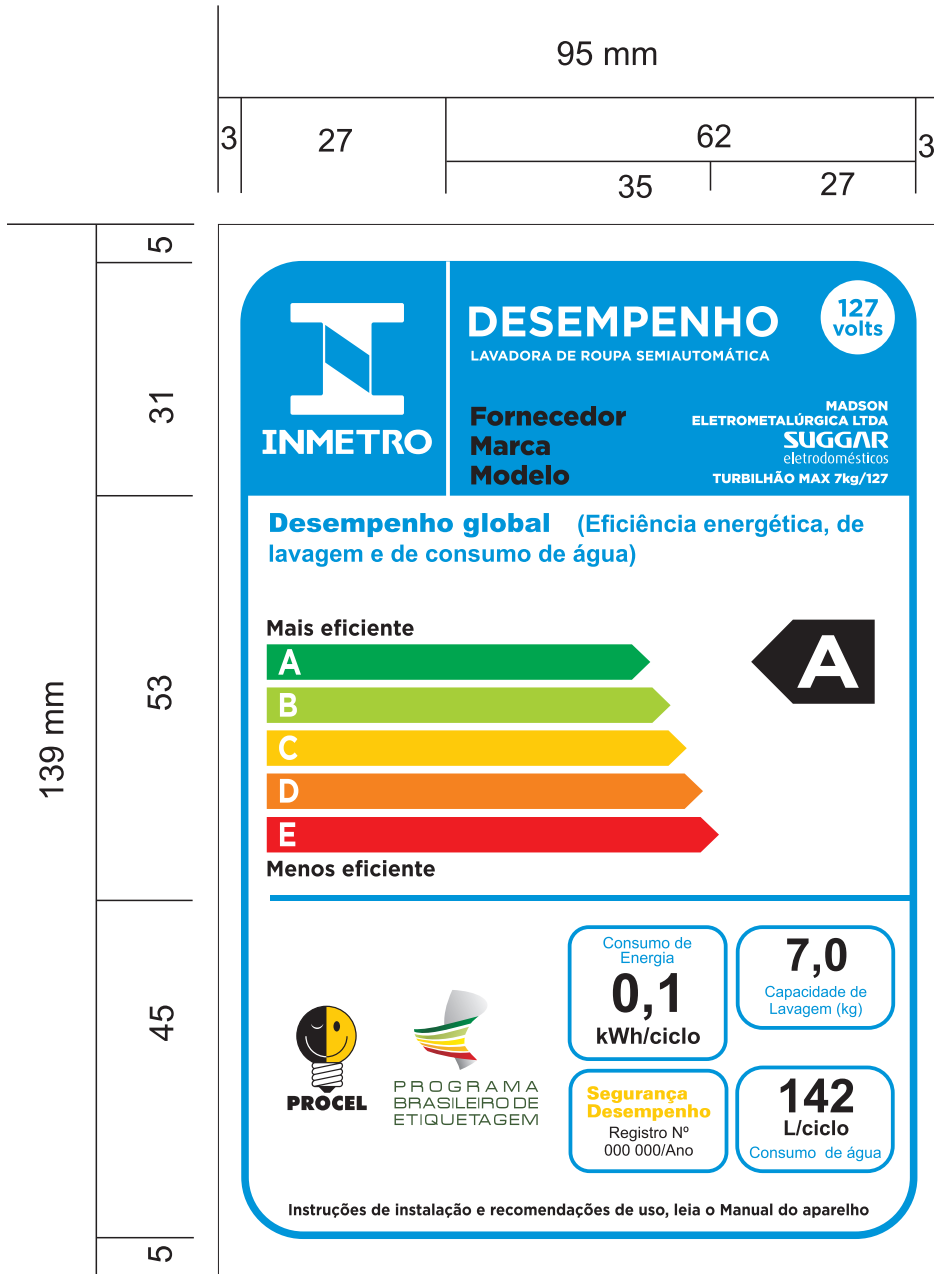 95 mm
3
27
62
3
35
27
5
31
139 mm
53
45
5
INMETRO
DESEMPENHO
LAVADORA DE ROUPA SEMIAUTOMÁTICA
127
volts
Fornecedor
Marca
Modelo
MADSON
ELETROMETALÚRGICA LTDA
SUGGAR
eletrodomésticos
TURBILHÃO MAX 7kg/127
Desempenho global (Eficiência energética, de
lavagem e de consumo de água)
Mais eficiente
A
A
B
C
D
E
Menos eficiente
PROCEL
PROGRAMA
BRASILEIRO DE
ETIQUETAGEM
Consumo de
Energia
0,1
kWh/ciclo
7,0
Capacidade de
Lavagem (kg)
Segurança
Desempenho
Registro Nº
000 000/Ano
142
L/ciclo
Consumo de água
Instruções de instalação e recomendações de uso, leia o Manual do aparelho